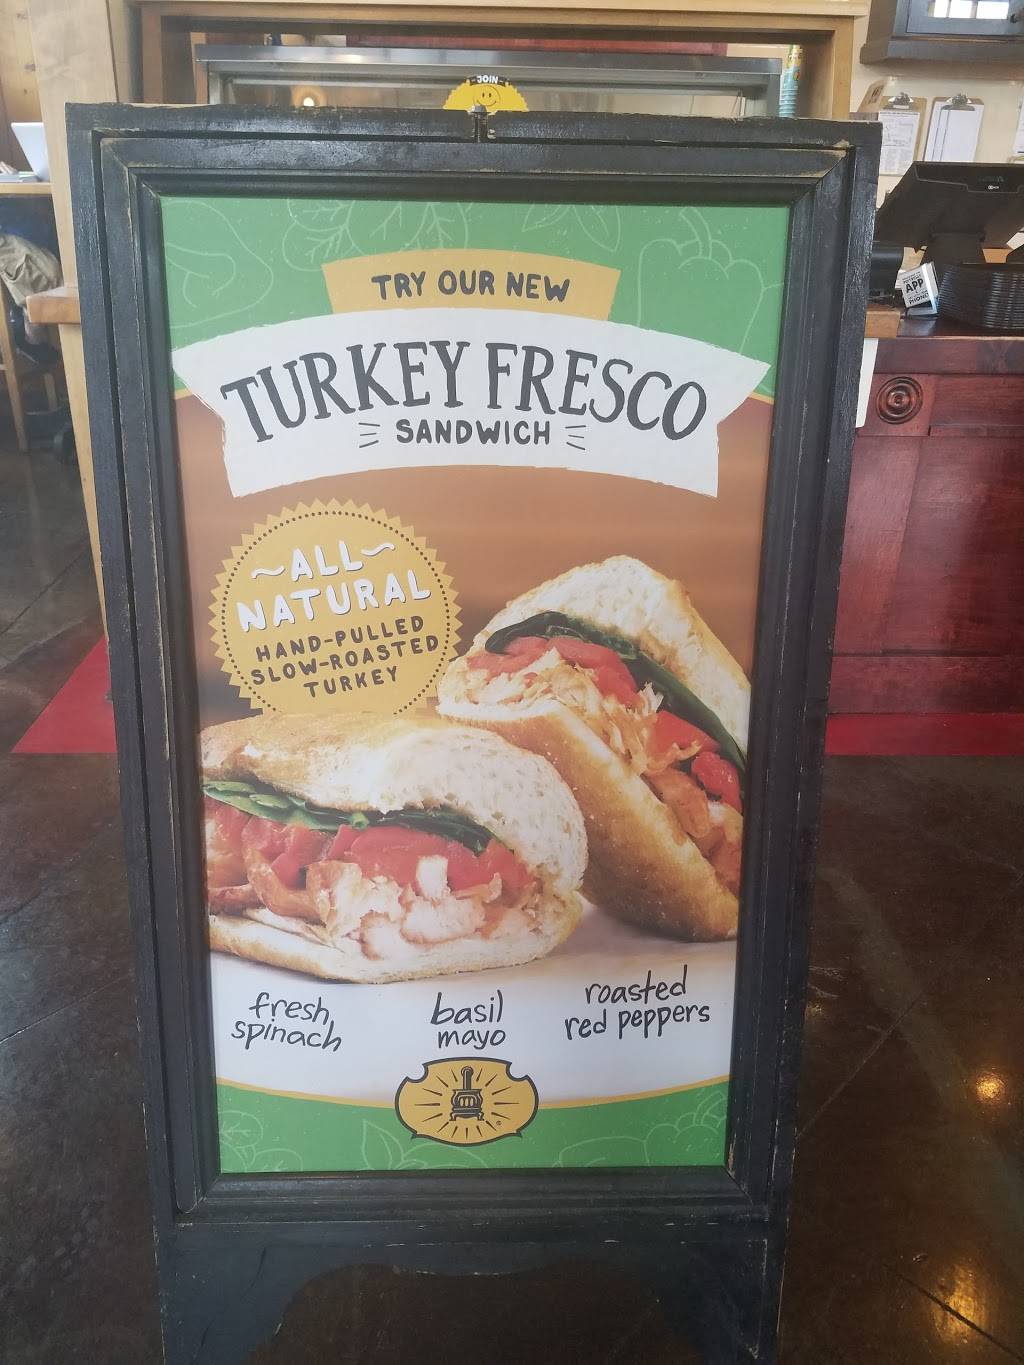 JOIN
TRY OUR NEW
TURKEY FRESCO
SANDWICH
~ALL~
NATURAL
HAND-PULLED
SLOW-ROASTED
TURKEY
fresh
spinach
basil
mayo
roasted
red peppers
APP